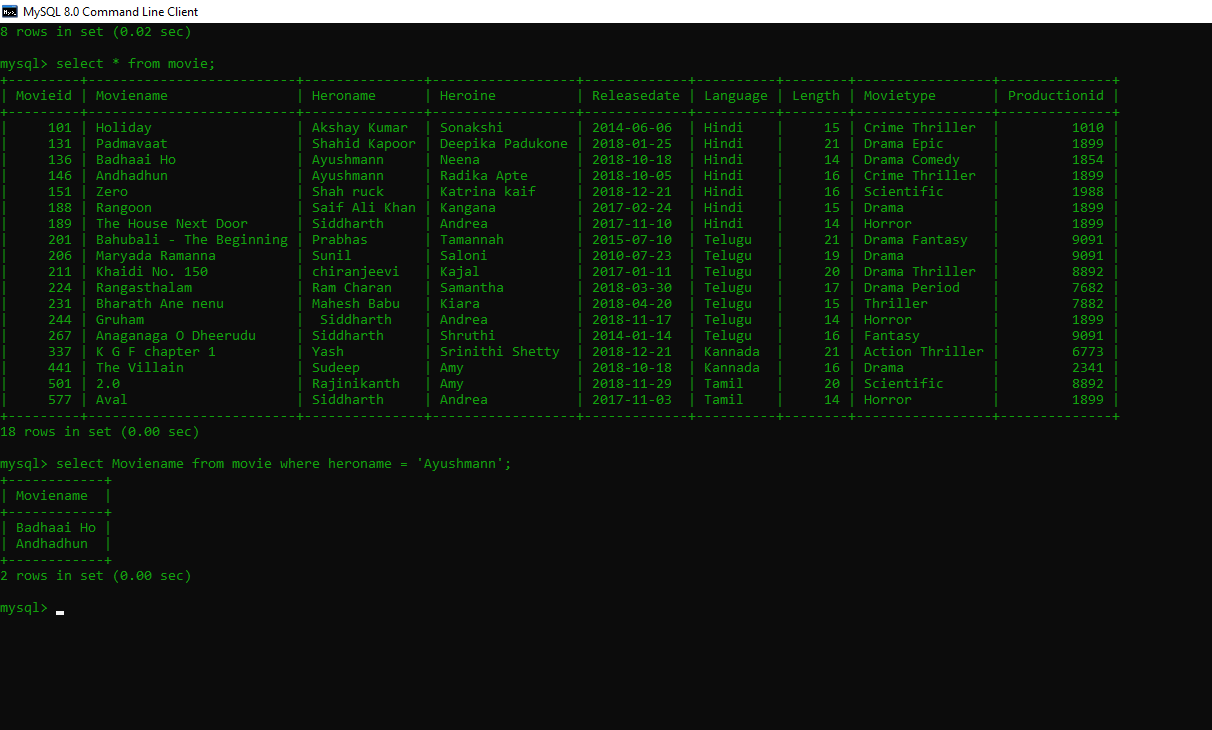 MySQL 8.0 Command Line Client
8 rows in set (0.02 sec)
mysql> select * from movie;
+---------+--------------------------+---------------+------------------+-------------+----------+--------+-----------------+--------------+
| Movieid | Moviename                | Heroname      | Heroine          | Releasedate | Language | Length | Movietype       | Productionid |
+---------+--------------------------+---------------+------------------+-------------+----------+--------+-----------------+--------------+
|     101 | Holiday                  | Akshay Kumar  | Sonakshi         | 2014-06-06  | Hindi    |     15 | Crime Thriller  |         1010 |
|     131 | Padmavaat                | Shahid Kapoor | Deepika Padukone | 2018-01-25  | Hindi    |     21 | Drama Epic      |         1899 |
|     136 | Badhaai Ho               | Ayushmann     | Neena            | 2018-10-18  | Hindi    |     14 | Drama Comedy    |         1854 |
|     146 | Andhadhun                | Ayushmann     | Radika Apte      | 2018-10-05  | Hindi    |     16 | Crime Thriller  |         1899 |
|     151 | Zero                     | Shah ruck     | Katrina kaif     | 2018-12-21  | Hindi    |     16 | Scientific      |         1988 |
|     188 | Rangoon                  | Saif Ali Khan | Kangana          | 2017-02-24  | Hindi    |     15 | Drama           |         1899 |
|     189 | The House Next Door      | Siddharth     | Andrea           | 2017-11-10  | Hindi    |     14 | Horror          |         1899 |
|     201 | Bahubali - The Beginning | Prabhas       | Tamannah         | 2015-07-10  | Telugu   |     21 | Drama Fantasy   |         9091 |
|     206 | Maryada Ramanna          | Sunil         | Saloni           | 2010-07-23  | Telugu   |     19 | Drama           |         9091 |
|     211 | Khaidi No. 150           | chiranjeevi   | Kajal            | 2017-01-11  | Telugu   |     20 | Drama Thriller  |         8892 |
|     224 | Rangasthalam             | Ram Charan    | Samantha         | 2018-03-30  | Telugu   |     17 | Drama Period    |         7682 |
|     231 | Bharath Ane nenu         | Mahesh Babu   | Kiara            | 2018-04-20  | Telugu   |     15 | Thriller        |         7882 |
|     244 | Gruham                   |  Siddharth    | Andrea           | 2018-11-17  | Telugu   |     14 | Horror          |         1899 |
|     267 | Anaganaga O Dheerudu     | Siddharth     | Shruthi          | 2014-01-14  | Telugu   |     16 | Fantasy         |         9091 |
|     337 | K G F chapter 1          | Yash          | Srinithi Shetty  | 2018-12-21  | Kannada  |     21 | Action Thriller |         6773 |
|     441 | The Villain              | Sudeep        | Amy              | 2018-10-18  | Kannada  |     16 | Drama           |         2341 |
|     501 | 2.0                      | Rajinikanth   | Amy              | 2018-11-29  | Tamil    |     20 | Scientific      |         8892 |
|     577 | Aval                     | Siddharth     | Andrea           | 2017-11-03  | Tamil    |     14 | Horror          |         1899 |
+---------+--------------------------+---------------+------------------+-------------+----------+--------+-----------------+--------------+
18 rows in set (0.00 sec)
mysql> select Moviename from movie where heroname = 'Ayushmann';
+------------+
| Moviename  |
+------------+
| Badhaai Ho |
| Andhadhun  |
+------------+
2 rows in set (0.00 sec)
mysql>